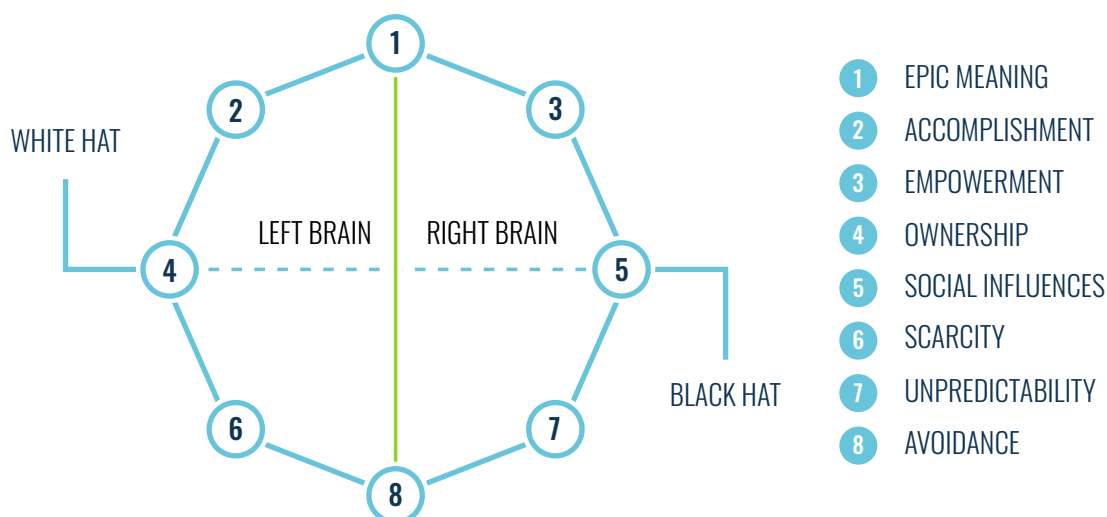 1
2
3
WHITE HAT
LEFT BRAIN
RIGHT BRAIN
4
5
BLACK HAT
6
7
8
1 EPIC MEANING
2 ACCOMPLISHMENT
3 EMPOWERMENT
4 OWNERSHIP
5 SOCIAL INFLUENCES
6 SCARCITY
7 UNPREDICTABILITY
8 AVOIDANCE